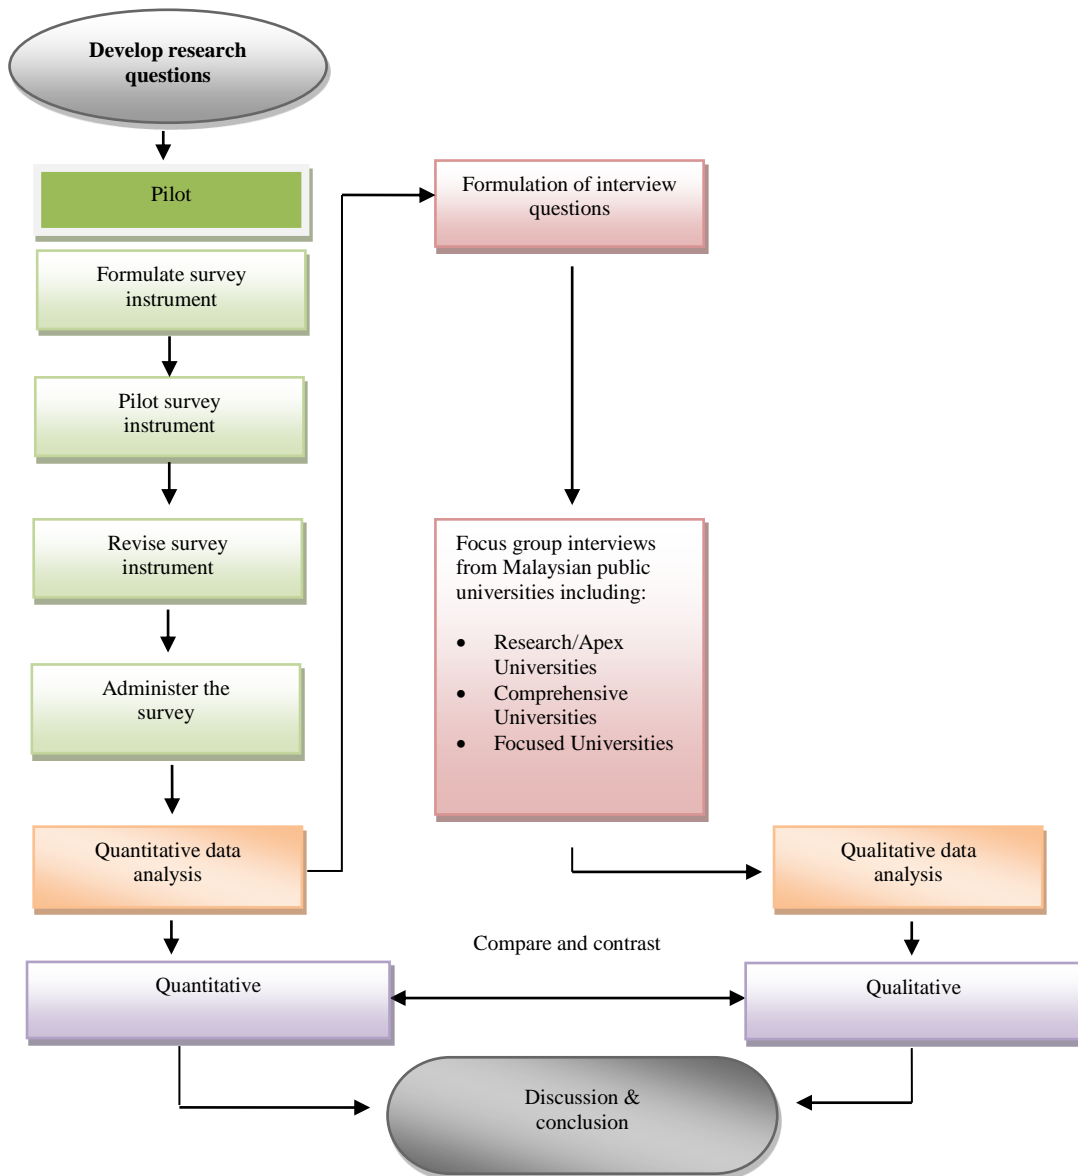 Develop research
questions
Pilot
Formulate survey
instrument
Pilot survey
instrument
Revise survey
instrument
Administer the
survey
Quantitative data
analysis
Quantitative
Formulation of interview
questions
Focus group interviews
from Malaysian public
universities including:
• Research/Apex
Universities
• Comprehensive
Universities
• Focused Universities
Qualitative data
analysis
Compare and contrast
Qualitative
Discussion &
conclusion